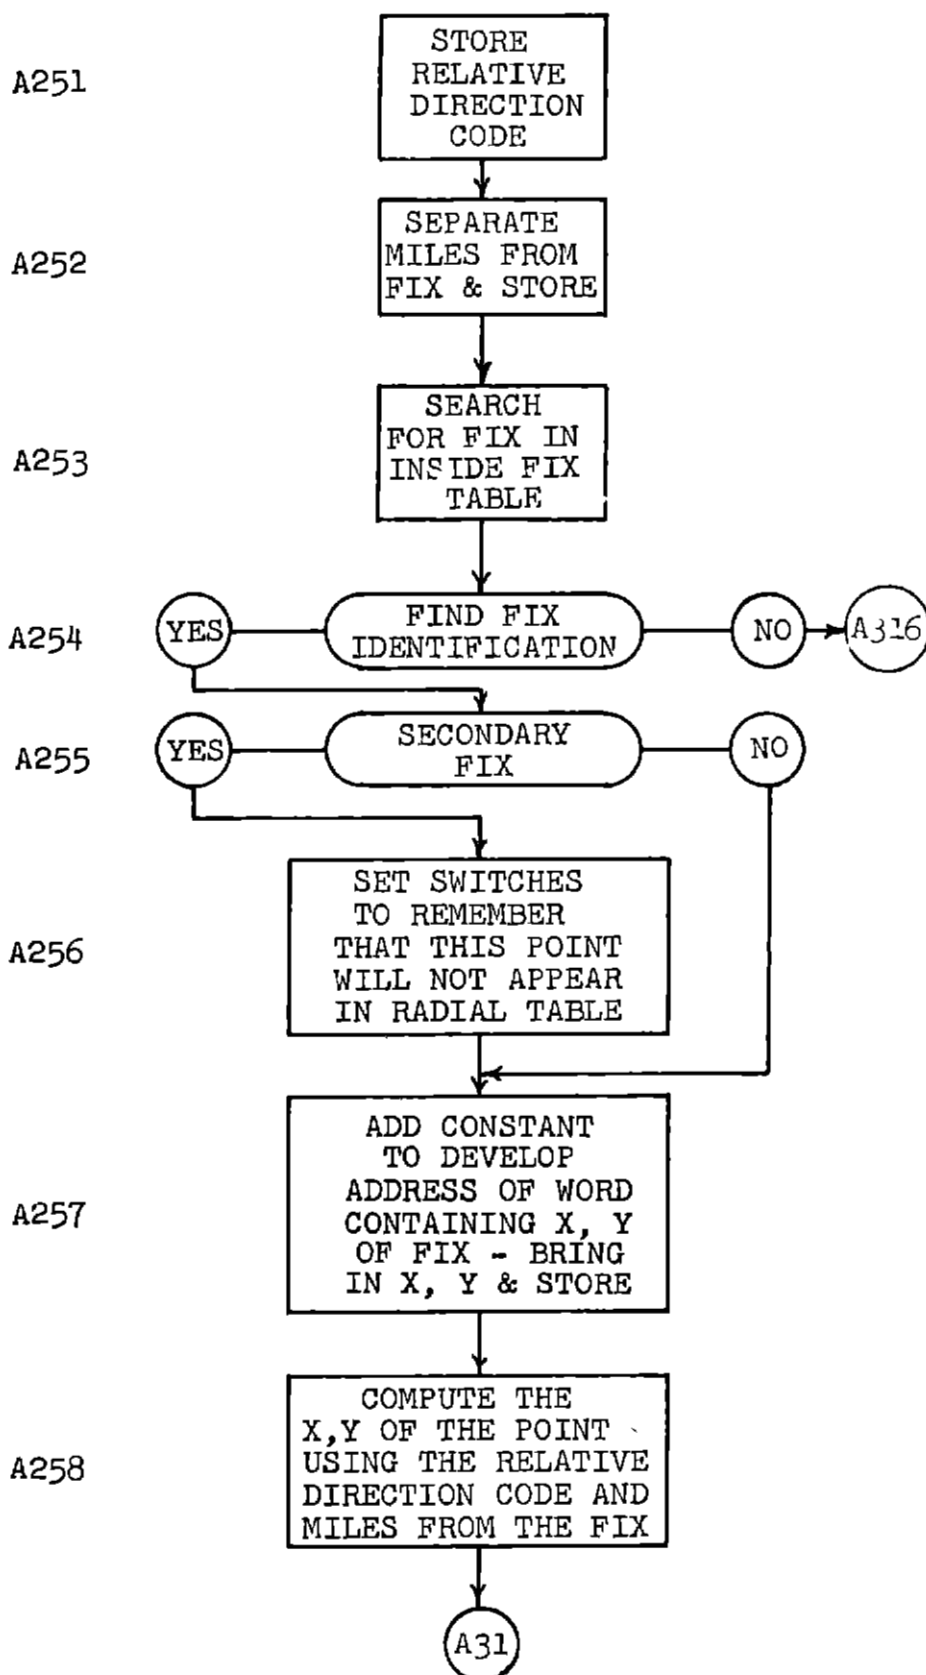 A251
STORE
RELATIVE
DIRECTION
CODE
A252
SEPARATE
MILES FROM
FIX & STORE
A253
SEARCH
FOR FIX IN
INSIDE FIX
TABLE
A254
YES
FIND FIX
IDENTIFICATION
NO
A316
A255
YES
SECONDARY
FIX
NO
A256
SET SWITCHES
TO REMEMBER
THAT THIS POINT
WILL NOT APPEAR
IN RADIAL TABLE
A257
ADD CONSTANT
TO DEVELOP
ADDRESS OF WORD
CONTAINING X, Y
OF FIX - BRING
IN X, Y & STORE
A258
COMPUTE THE
X,Y OF THE POINT
USING THE RELATIVE
DIRECTION CODE AND
MILES FROM THE FIX
A31